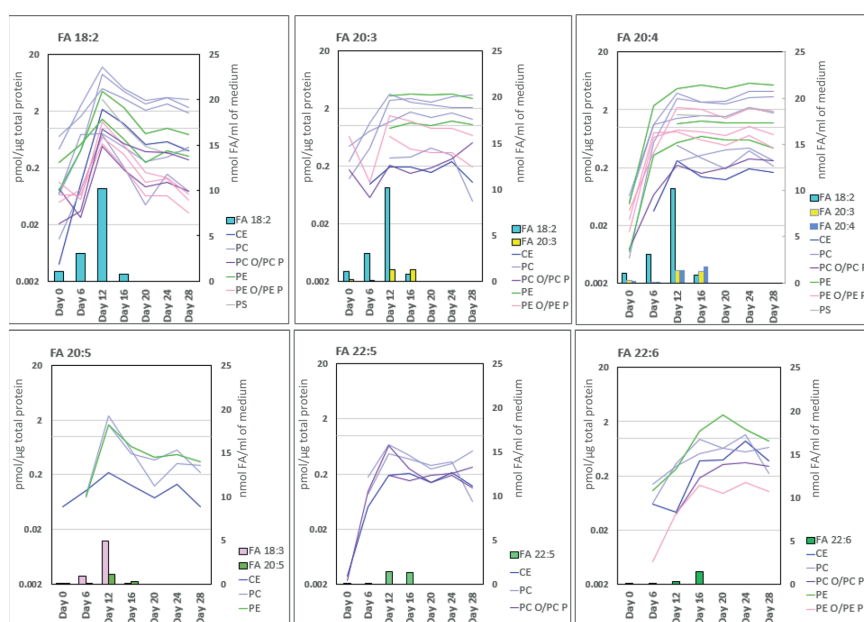 FA 18:2
20
2
0.2
0.02
0.002
pmol/µg total protein
25
20
15
10
5
0
nmol FA/ml of medium
Day 0
Day 6
Day 12
Day 16
Day 20
Day 24
Day 28
FA 18:2
CE
PC
PC O/PC P
PE
PE O/PE P
PS
FA 20:3
20
2
0.2
0.02
0.002
pmol/µg total protein
25
20
15
10
5
0
nmol FA/ml of medium
Day 0
Day 6
Day 12
Day 16
Day 20
Day 24
Day 28
FA 18:2
FA 20:3
CE
PC
PC O/PC P
PE
PE O/PE P
FA 20:4
20
2
0.2
0.02
0.002
pmol/µg total protein
25
20
15
10
5
0
nmol FA/ml of medium
Day 0
Day 6
Day 12
Day 16
Day 20
Day 24
Day 28
FA 18:2
FA 20:3
FA 20:4
CE
PC
PC O/PC P
PE
PE O/PE P
PS
FA 20:5
20
2
0.2
0.02
0.002
pmol/µg total protein
25
20
15
10
5
0
nmol FA/ml of medium
Day 0
Day 6
Day 12
Day 16
Day 20
Day 24
Day 28
FA 18:3
FA 20:5
CE
PC
PE
FA 22:5
20
2
0.2
0.02
0.002
pmol/µg total protein
25
20
15
10
5
0
nmol FA/ml of medium
Day 0
Day 6
Day 12
Day 16
Day 20
Day 24
Day 28
FA 22:5
CE
PC
PC O/PC P
FA 22:6
20
2
0.2
0.02
0.002
pmol/µg total protein
25
20
15
10
5
0
nmol FA/ml of medium
Day 0
Day 6
Day 12
Day 16
Day 20
Day 24
Day 28
FA 22:6
CE
PC
PC O/PC P
PE
PE O/PE P